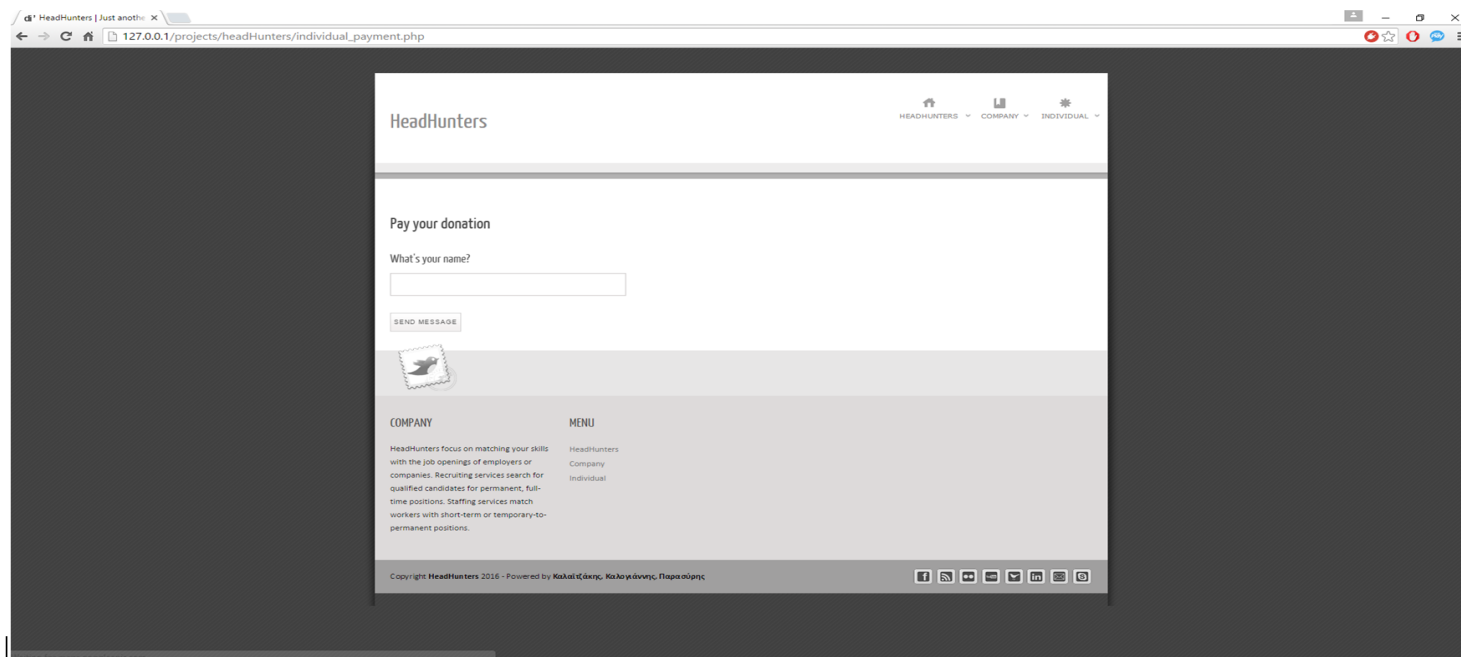 HeadHunters | Just anothe
127.0.0.1/projects/headHunters/individual_payment.php
HeadHunters
HEADHUNTERS
COMPANY
INDIVIDUAL
Pay your donation
What's your name?
SEND MESSAGE
COMPANY
HeadHunters focus on matching your skills
with the job openings of employers or
companies. Recruiting services search for
qualified candidates for permanent, full-
time positions. Staffing services match
workers with short-term or temporary-to-
permanent positions.
MENU
HeadHunters
Company
Individual
Copyright HeadHunters 2016 - Powered by Καλαϊτζάκης, Καλογιάννης, Παρασύρης